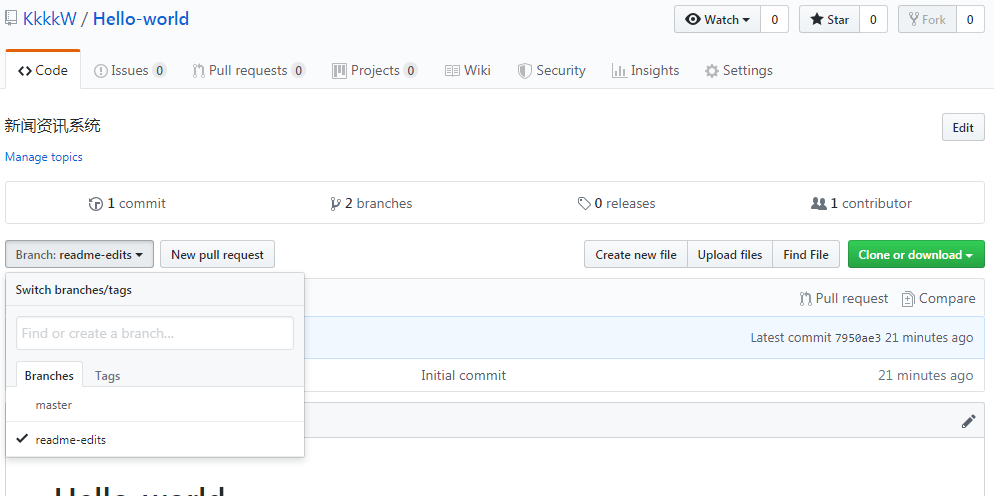 KkkkW / Hello-world
Watch 0 Star 0 Fork 0
Code Issues 0 Pull requests 0 Projects 0 Wiki Security Insights Settings
新闻资讯系统
Edit
Manage topics
1 commit 2 branches 0 releases 1 contributor
Branch: readme-edits New pull request Create new file Upload files Find File Clone or download
Switch branches/tags
Pull request Compare
Find or create a branch...
Latest commit 7950ae3 21 minutes ago
Branches Tags
Initial commit 21 minutes ago
master
readme-edits
Hello-world